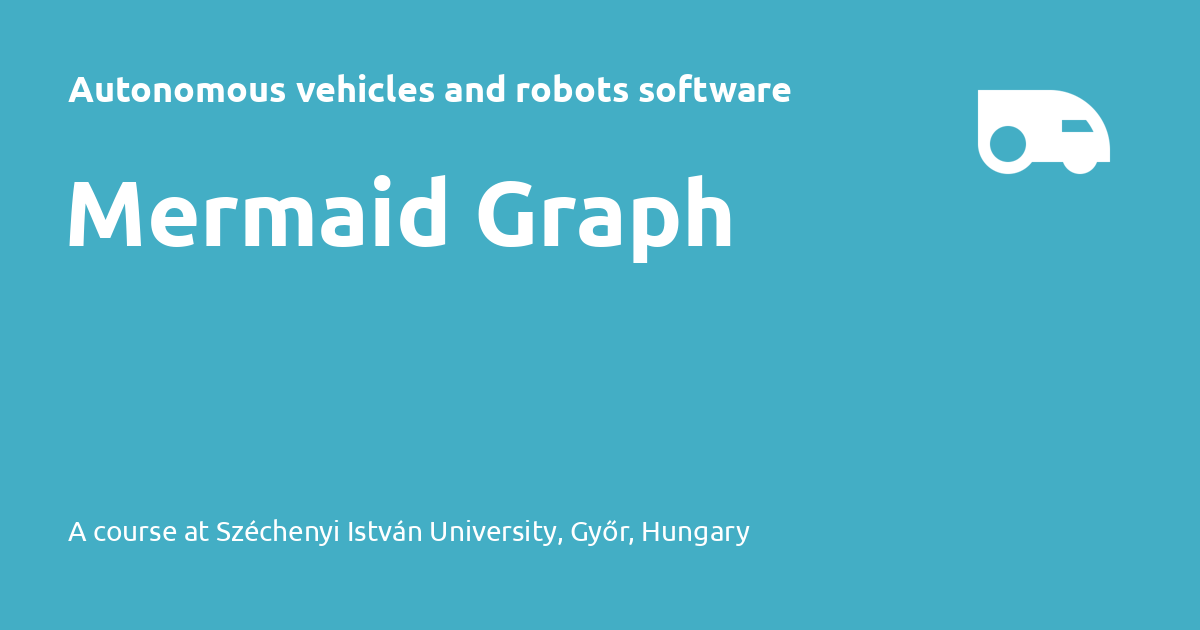 Autonomous vehicles and robots software
Mermaid Graph
A course at Széchenyi István University, Győr, Hungary